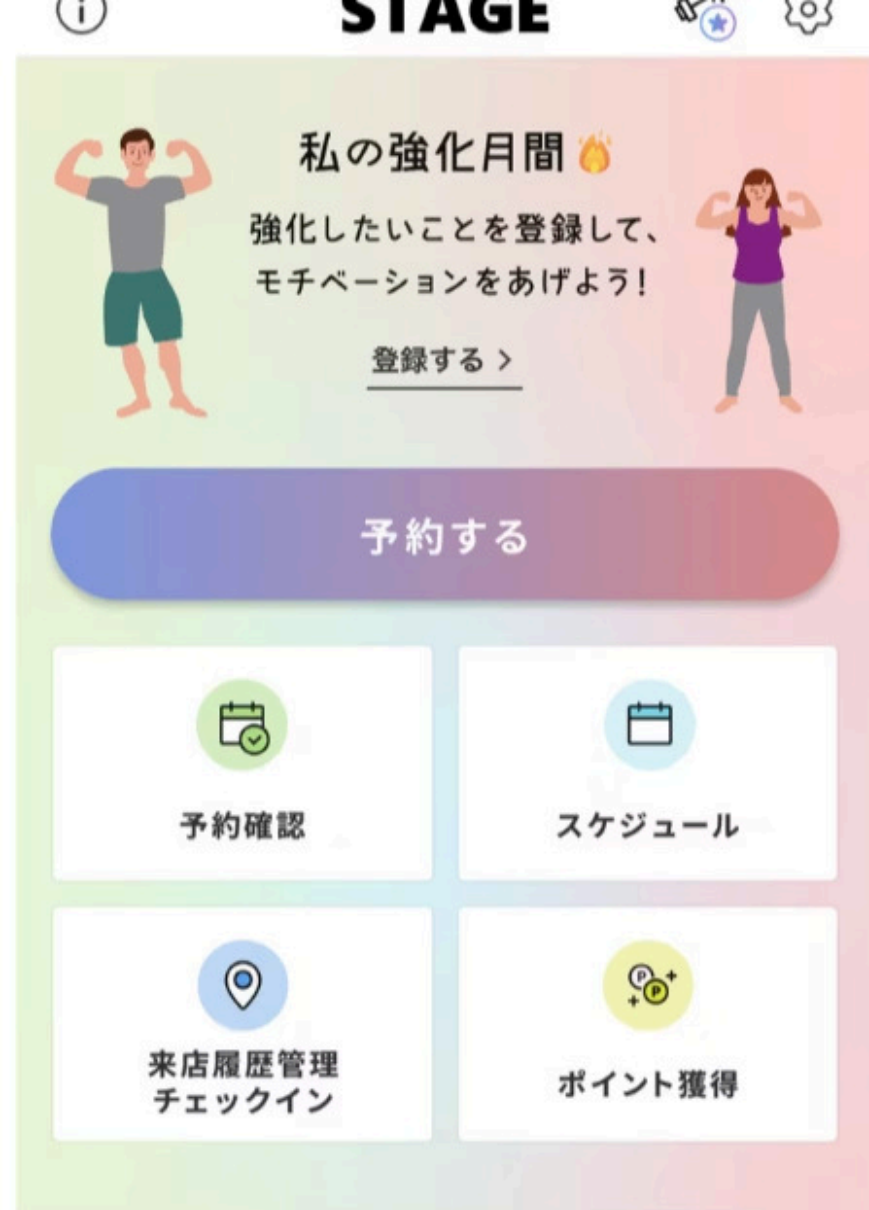 STAGE
私の強化月間
強化したいことを登録して、
モチベーションをあげよう!
登録する >
予約する
予約確認
スケジュール
来店履歴管理
チェックイン
P P
ポイント獲得